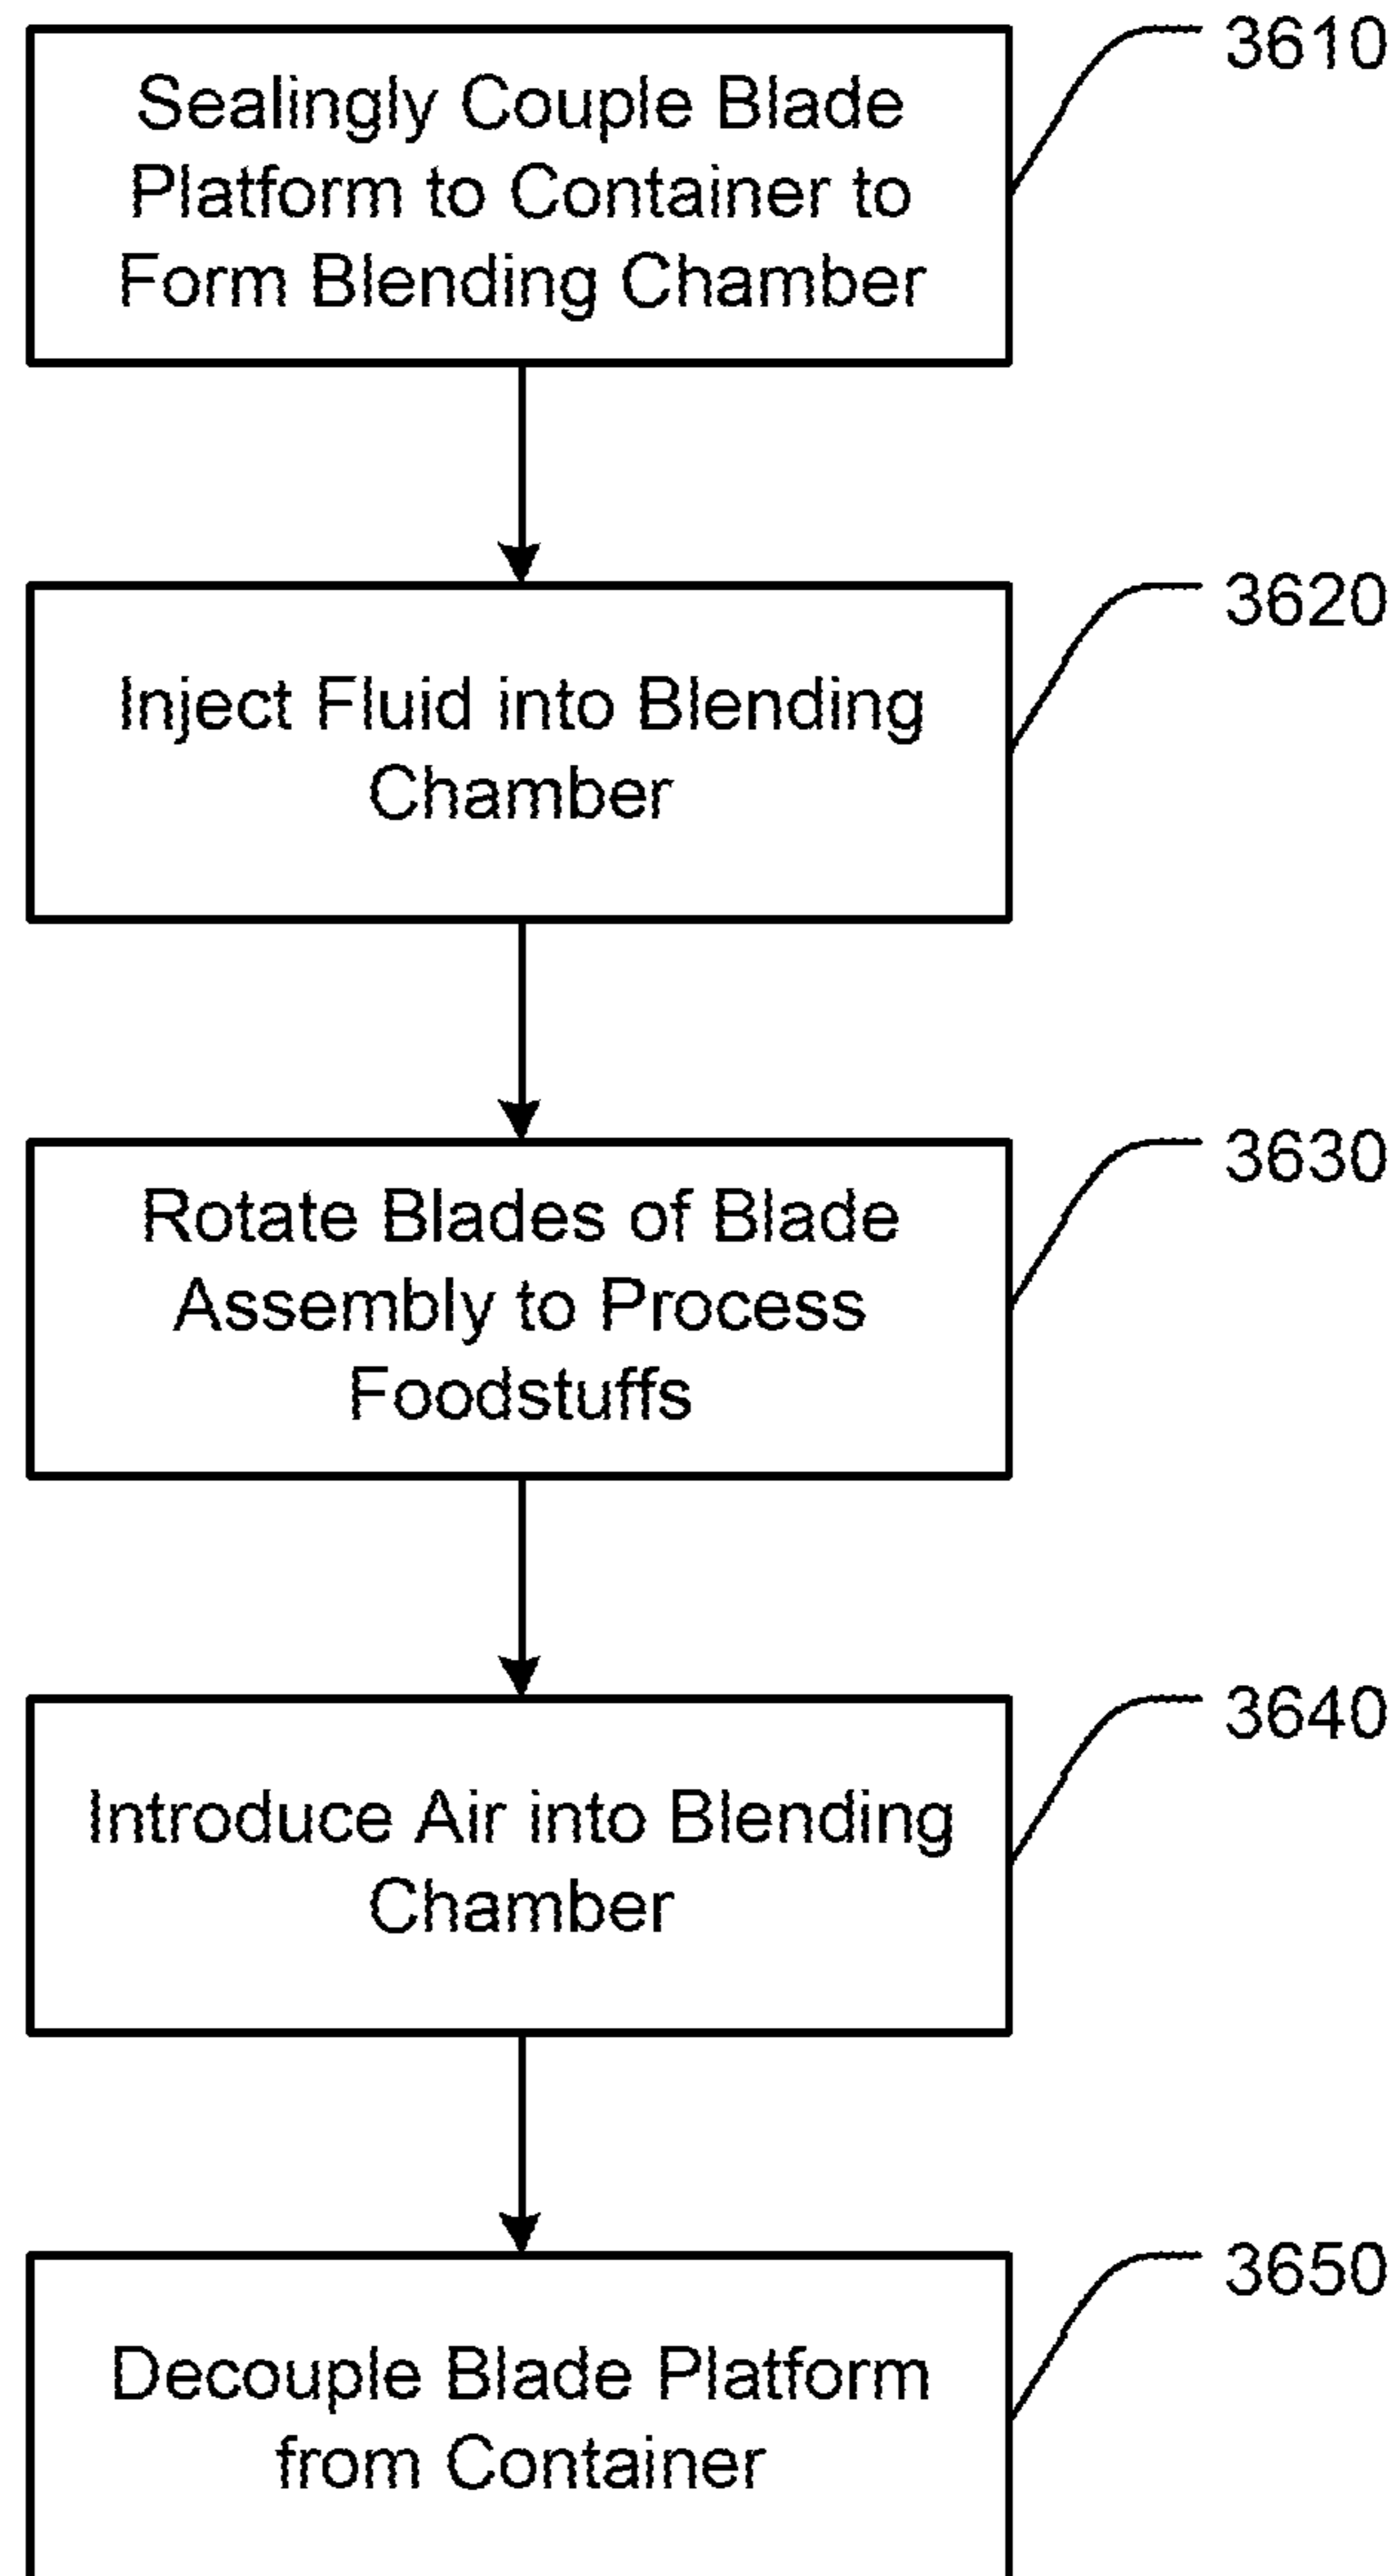 Sealingly Couple Blade
Platform to Container to
Form Blending Chamber
3610
Inject Fluid into Blending
Chamber
3620
Rotate Blades of Blade
Assembly to Process
Foodstuffs
3630
Introduce Air into Blending
Chamber
3640
Decouple Blade Platform
from Container
3650